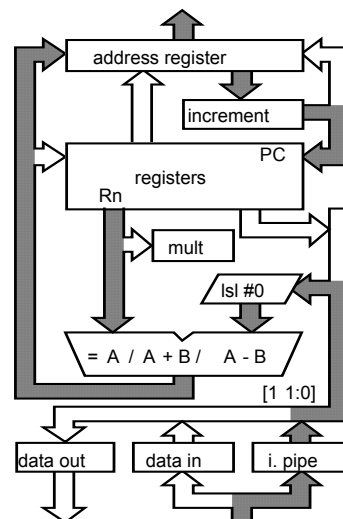 address register
increment
PC
registers
Rn
mult
lsl #0
= A / A + B / A - B
[1 1:0]
data out
data in
i. pipe